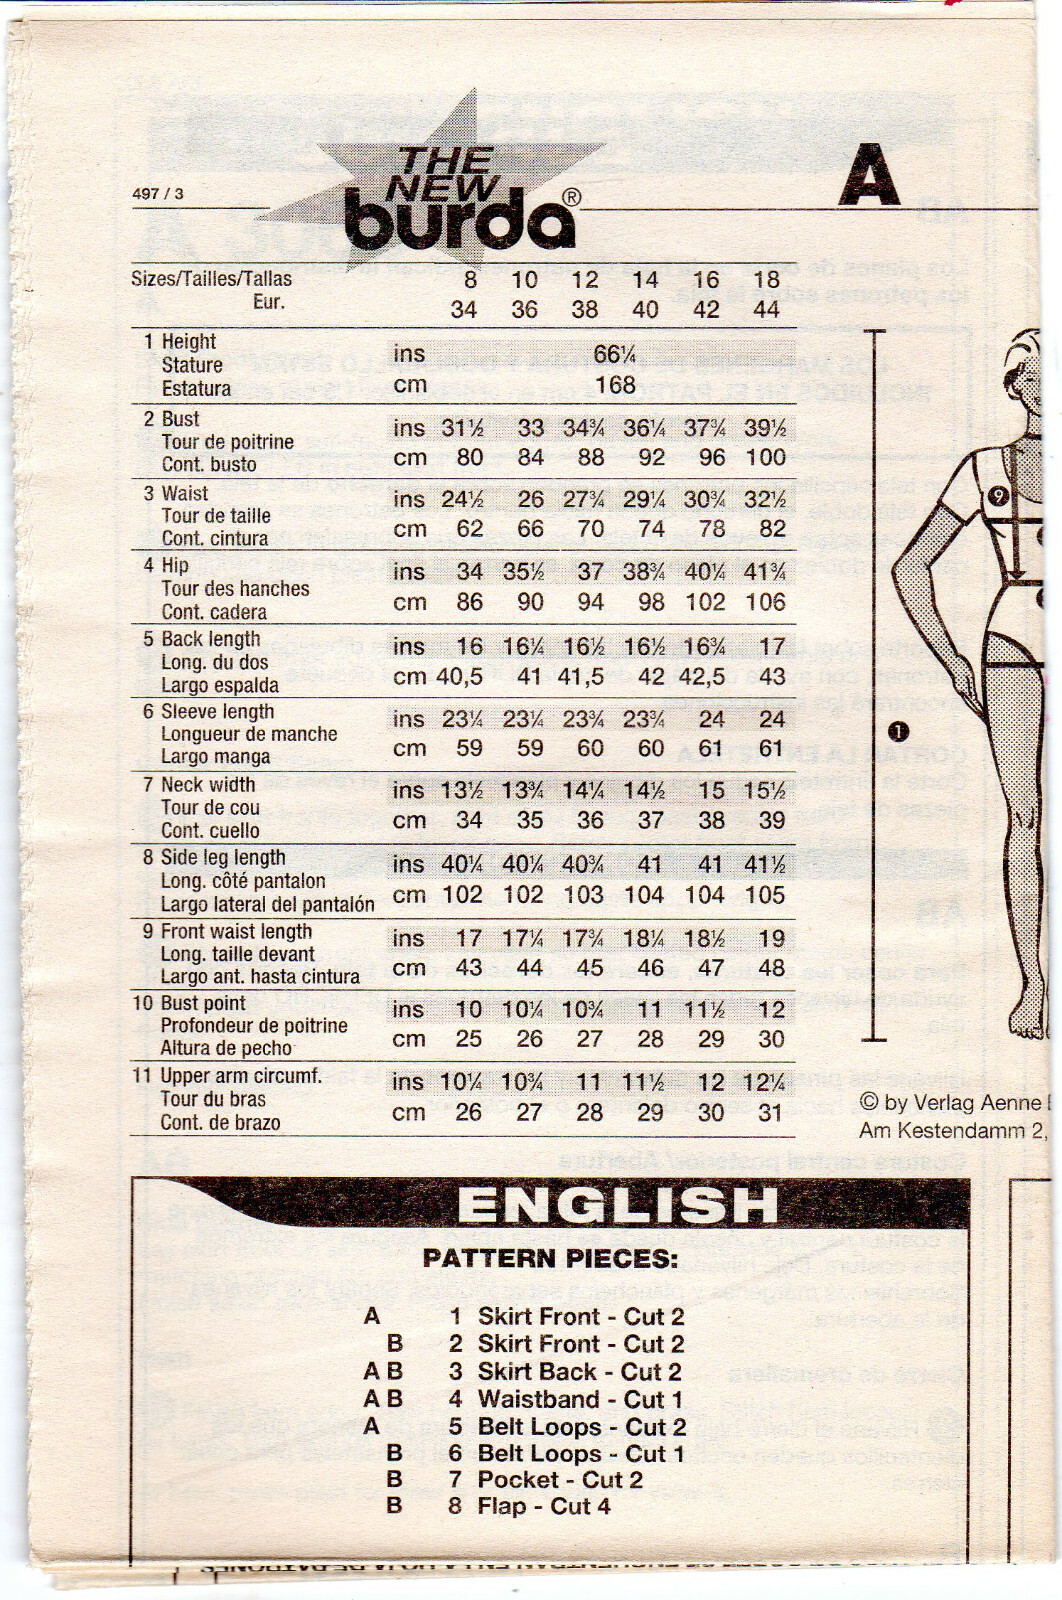 497 / 3
THE
NEW
burda®
A
Sizes/Tailles/Tallas 8 10 12 14 16 18
Eur. 34 36 38 40 42 44
1 Height
Stature
Estatura
ins 66¼
cm 168
2 Bust
Tour de poitrine
Cont. busto
ins 31½ 33 34¾ 36¼ 37¾ 39½
cm 80 84 88 92 96 100
3 Waist
Tour de taille
Cont. cintura
ins 24½ 26 27¾ 29¼ 30¾ 32½
cm 62 66 70 74 78 82
4 Hip
Tour des hanches
Cont. cadera
ins 34 35½ 37 38¾ 40¼ 41¾
cm 86 90 94 98 102 106
5 Back length
Long. du dos
Largo espalda
ins 16 16¼ 16½ 16½ 16¾ 17
cm 40,5 41 41,5 42 42,5 43
6 Sleeve length
Longueur de manche
Largo manga
ins 23¼ 23¼ 23¾ 23¾ 24 24
cm 59 59 60 60 61 61
7 Neck width
Tour de cou
Cont. cuello
ins 13½ 13¾ 14¼ 14½ 15 15½
cm 34 35 36 37 38 39
8 Side leg length
Long. côté pantalon
Largo lateral del pantalón
ins 40¼ 40¼ 40¾ 41 41 41½
cm 102 102 103 104 104 105
9 Front waist length
Long. taille devant
Largo ant. hasta cintura
ins 17 17¼ 17¾ 18¼ 18½ 19
cm 43 44 45 46 47 48
10 Bust point
Profondeur de poitrine
Altura de pecho
ins 10 10¼ 10¾ 11 11½ 12
cm 25 26 27 28 29 30
11 Upper arm circumf.
Tour du bras
Cont. de brazo
ins 10¼ 10¾ 11 11½ 12 12¼
cm 26 27 28 29 30 31
9
1
© by Verlag Aenne
Am Kestendamm 2,
ENGLISH
PATTERN PIECES:
A 1 Skirt Front - Cut 2
B 2 Skirt Front - Cut 2
A B 3 Skirt Back - Cut 2
A B 4 Waistband - Cut 1
A 5 Belt Loops - Cut 2
B 6 Belt Loops - Cut 1
B 7 Pocket - Cut 2
B 8 Flap - Cut 4